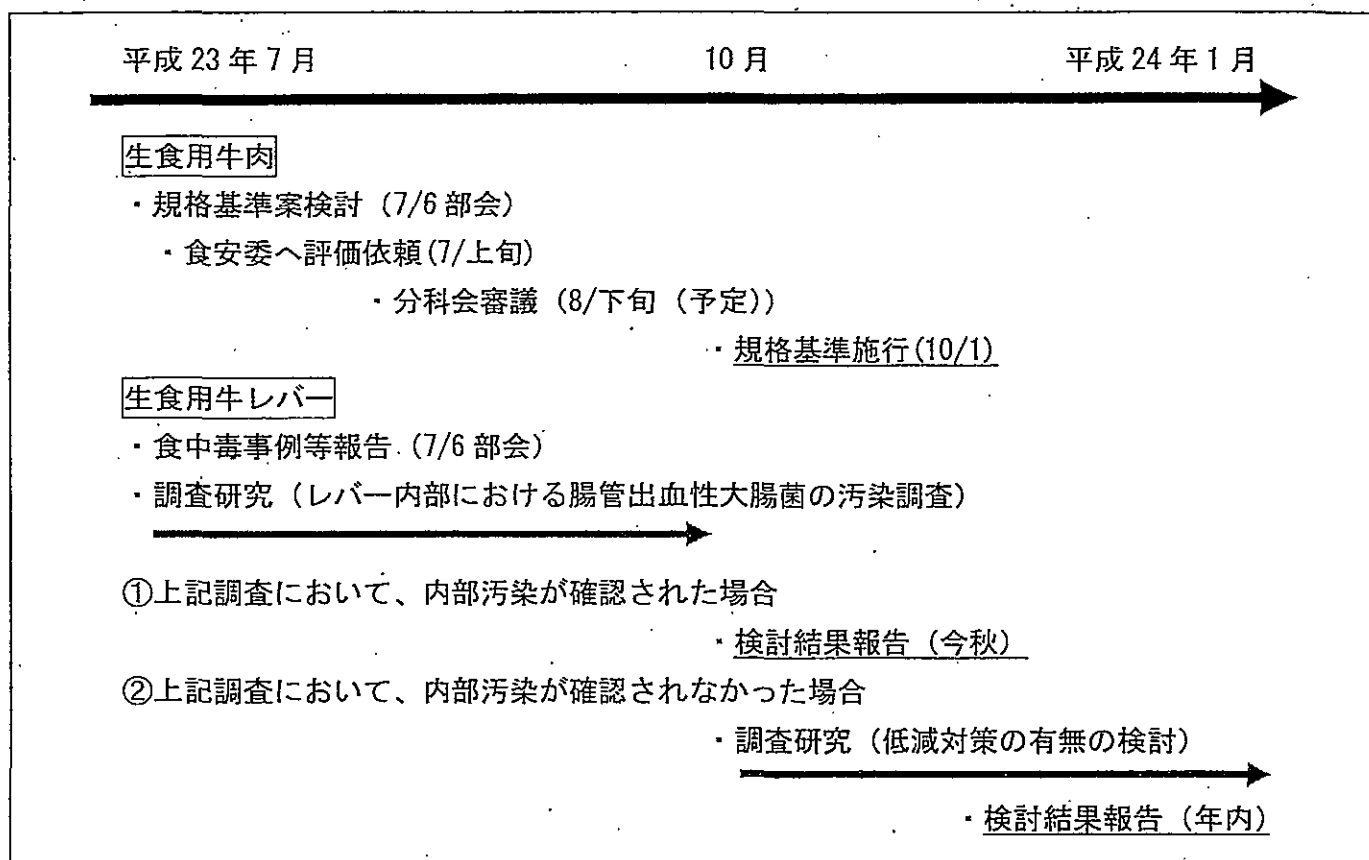 平成23年7月 10月 平成24年1月
生食用牛肉
・規格基準案検討（7/6部会）
・食安委へ評価依頼(7/上旬)
・分科会審議（8/下旬（予定））
・規格基準施行(10/1)
生食用牛レバー
・食中毒事例等報告（7/6部会）
・調査研究（レバー内部における腸管出血性大腸菌の汚染調査）
①上記調査において、内部汚染が確認された場合
・検討結果報告（今秋）
②上記調査において、内部汚染が確認されなかった場合
・調査研究（低減対策の有無の検討）
・検討結果報告（年内）